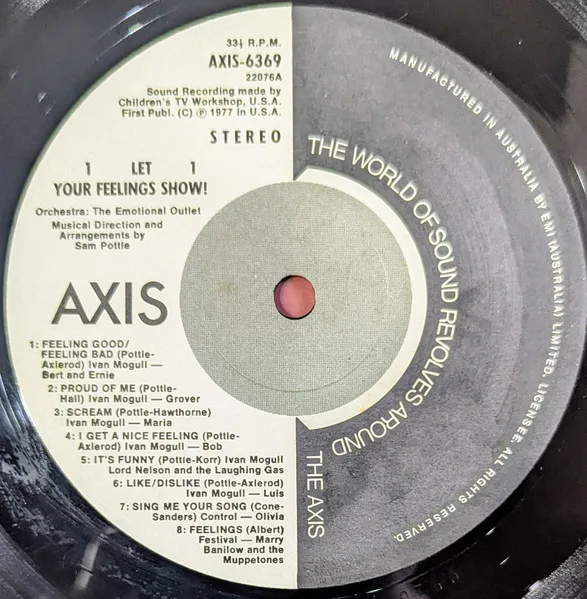 33⅓ R.P.M.
AXIS-6369
22076A
Sound Recording made by
Children's TV Workshop, U.S.A.
First Publ. (C) Ⓟ 1977 in U.S.A.
STEREO
1 LET 1
YOUR FEELINGS SHOW!
Orchestra: The Emotional Outlet
Musical Direction and
Arrangements by
Sam Pottle
AXIS
1: FEELING GOOD/
FEELING BAD (Pottle-
Axlerod) Ivan Mogull —
Bert and Ernie
2: PROUD OF ME (Pottle-
Hall) Ivan Mogull — Grover
3: SCREAM (Pottle-Hawthorne)
Ivan Mogull — Maria
4: I GET A NICE FEELING (Pottle-
Axlerod) Ivan Mogull — Bob
5: IT'S FUNNY (Pottle-Korr) Ivan Mogull
Lord Nelson and the Laughing Gas
6: LIKE/DISLIKE (Pottle-Axlerod)
Ivan Mogull — Luis
7: SING ME YOUR SONG (Cone-
Sanders) Control — Olivia
8: FEELINGS (Albert)
Festival — Marry
Banilow and the
Muppetones
THE WORLD OF SOUND REVOLVES AROUND
THE AXIS
MANUFACTURED IN AUSTRALIA BY EMI (AUSTRALIA) LIMITED, LICENSEE. ALL RIGHTS RESERVED.